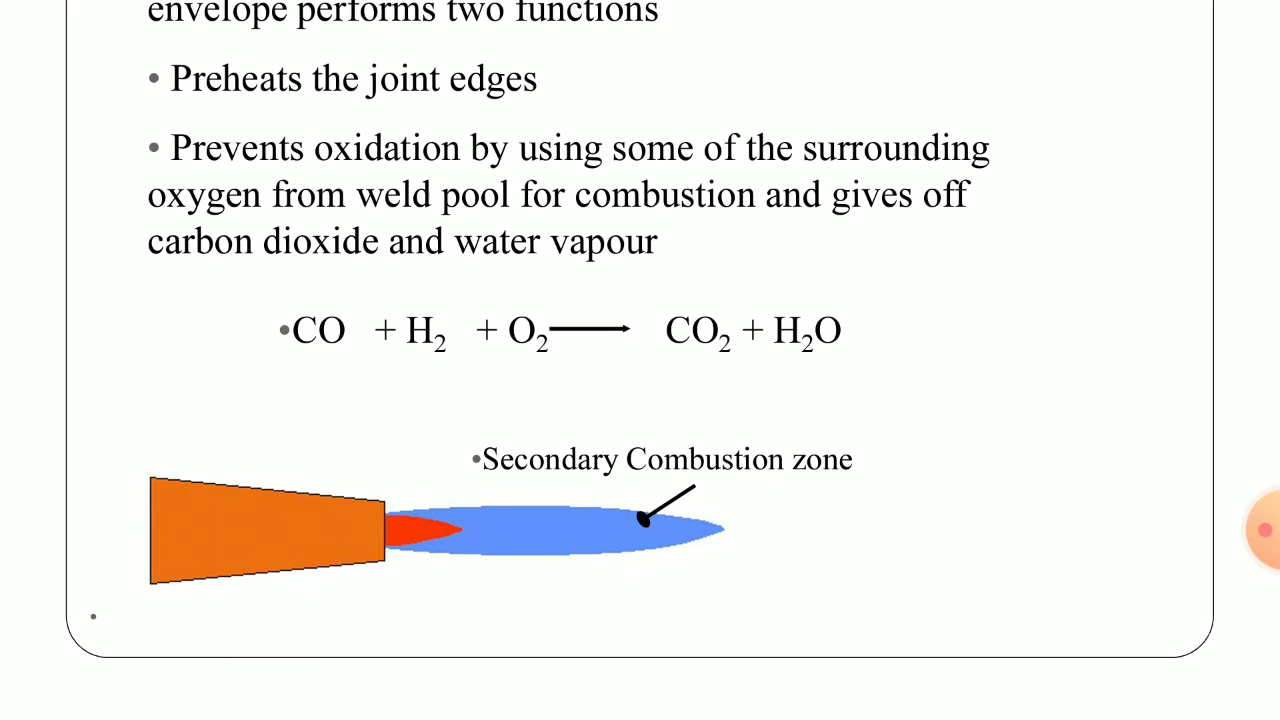 envelope performs two functions
• Preheats the joint edges
• Prevents oxidation by using some of the surrounding
oxygen from weld pool for combustion and gives off
carbon dioxide and water vapour
•CO + H₂ + O₂ ⟶ CO₂ + H₂O
•Secondary Combustion zone
•